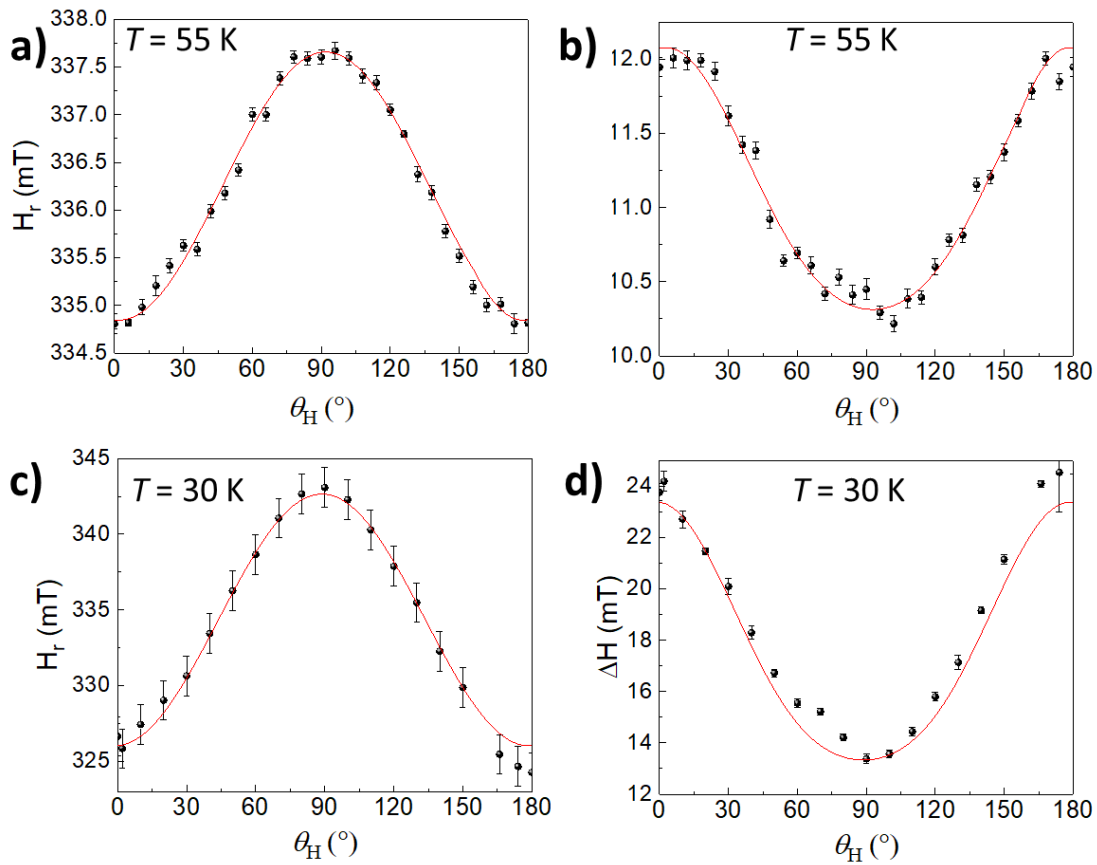 a)
T = 55 K
338.0
337.5
337.0
336.5
336.0
335.5
335.0
334.5
Hr (mT)
0 30 60 90 120 150 180
θH (°)
b)
T = 55 K
12.0
11.5
11.0
10.5
10.0
0 30 60 90 120 150 180
θH (°)
c)
T = 30 K
345
340
335
330
325
Hr (mT)
0 30 60 90 120 150 180
θH (°)
d)
T = 30 K
24
22
20
18
16
14
12
ΔH (mT)
0 30 60 90 120 150 180
θH (°)